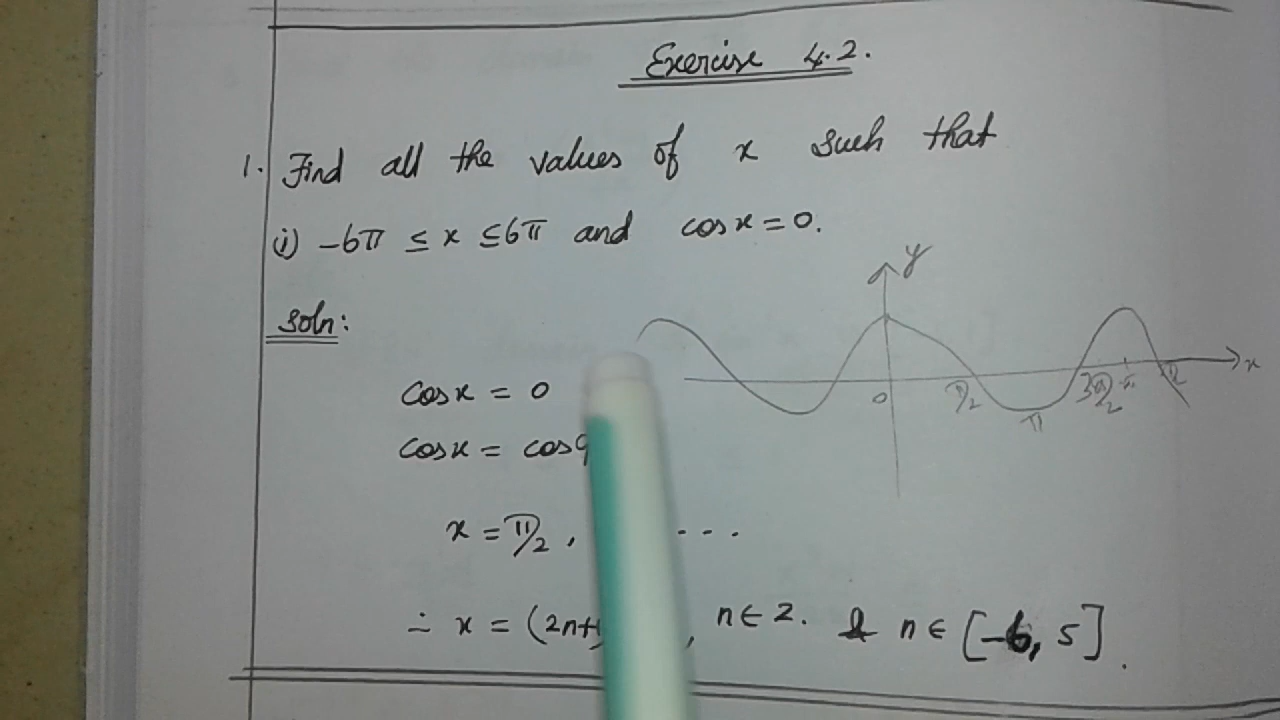 Exercise 4.2.
1. Find all the values of x such that
i) -6π ≤ x ≤ 6π and cos x = 0.
Soln:
y
x
0 π/2 π 3π/2 π
cos x = 0
cos x = cos
x = π/2, ...
∴ x = (2n+ , n ∈ Z. & n ∈ [-6, 5].